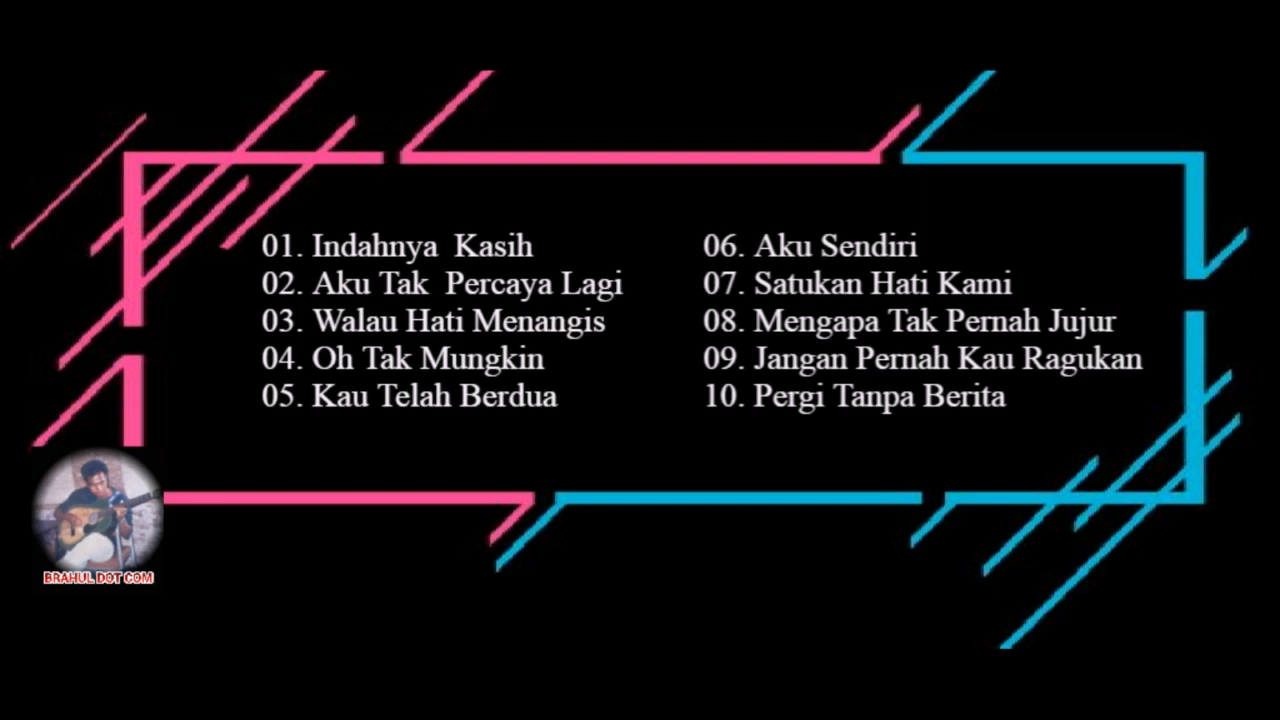 01. Indahnya  Kasih
02. Aku Tak  Percaya Lagi
03. Walau Hati Menangis
04. Oh Tak Mungkin
05. Kau Telah Berdua
06. Aku Sendiri
07. Satukan Hati Kami
08. Mengapa Tak Pernah Jujur
09. Jangan Pernah Kau Ragukan
10. Pergi Tanpa Berita
BRAHUL DOT COM